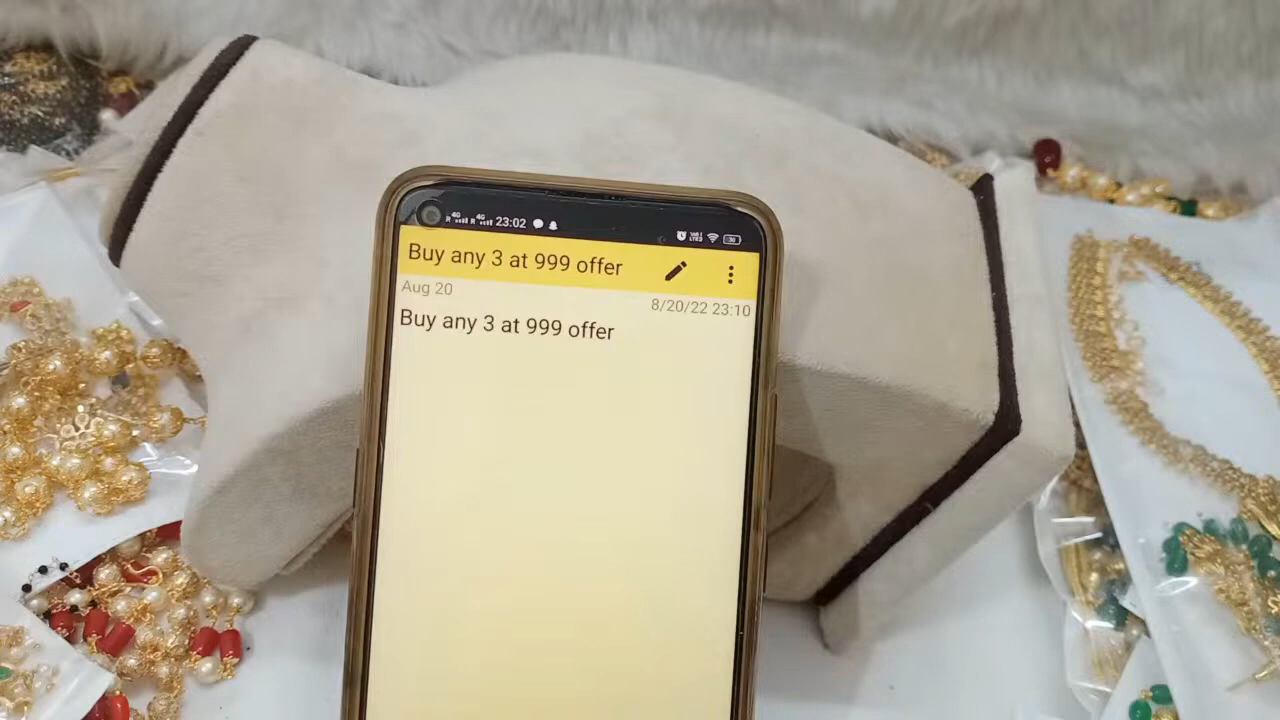 23:02
Buy any 3 at 999 offer
Aug 20
8/20/22 23:10
Buy any 3 at 999 offer